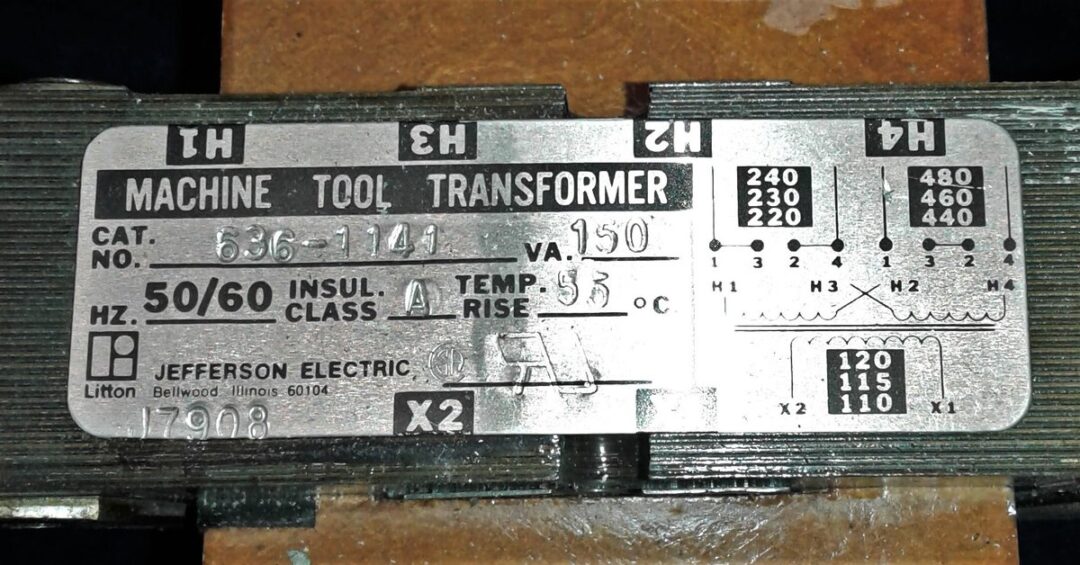 H1 H3 H2 H4
MACHINE TOOL TRANSFORMER
CAT. NO. 636-1141 VA. 150
HZ. 50/60 INSUL. CLASS A TEMP. RISE 55 °C
Litton
JEFFERSON ELECTRIC
Bellwood Illinois 60104
J7908
X2
240 480
230 460
220 440
1 3 2 4 1 3 2 4
H1 H3 H2 H4
120
115
110
X2 X1